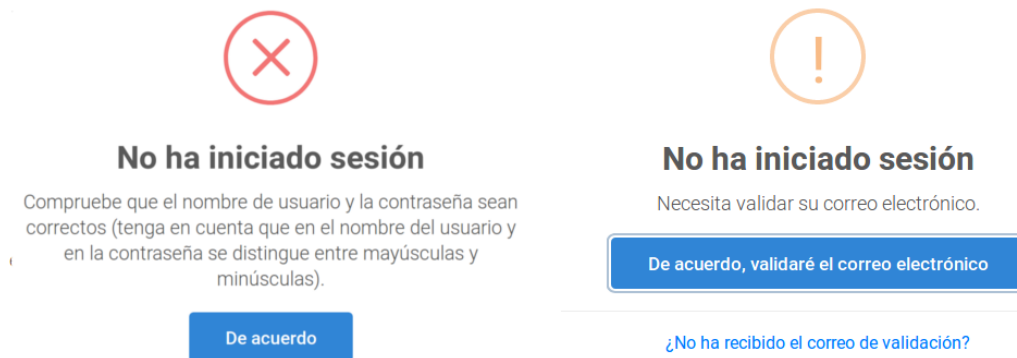 No ha iniciado sesión
Compruebe que el nombre de usuario y la contraseña sean
correctos (tenga en cuenta que en el nombre del usuario y
en la contraseña se distingue entre mayúsculas y
minúsculas).
De acuerdo
No ha iniciado sesión
Necesita validar su correo electrónico.
De acuerdo, validaré el correo electrónico
¿No ha recibido el correo de validación?